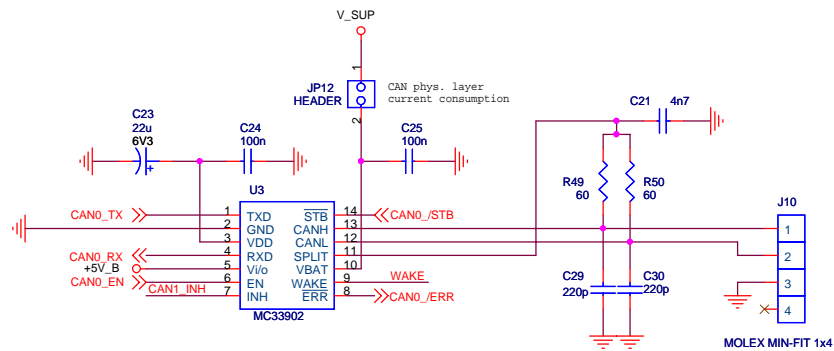 V_SUP
1
JP12
HEADER
CAN phys. layer
current consumption
2
C21
4n7
C23
22u
6V3
+
C24
100n
C25
100n
R49
60
R50
60
U3
J10
CAN0_TX
1
TXD
STB
14
CAN0_/STB
2
GND
CANH
13
1
3
VDD
CANL
12
2
CAN0_RX
4
RXD
SPLIT
11
+5V_B
5
Vi/o
VBAT
10
CAN0_EN
6
EN
WAKE
9
WAKE
CAN1_INH
7
INH
ERR
8
CAN0_/ERR
C29
220p
C30
220p
3
4
MC33902
MOLEX MIN-FIT 1x4